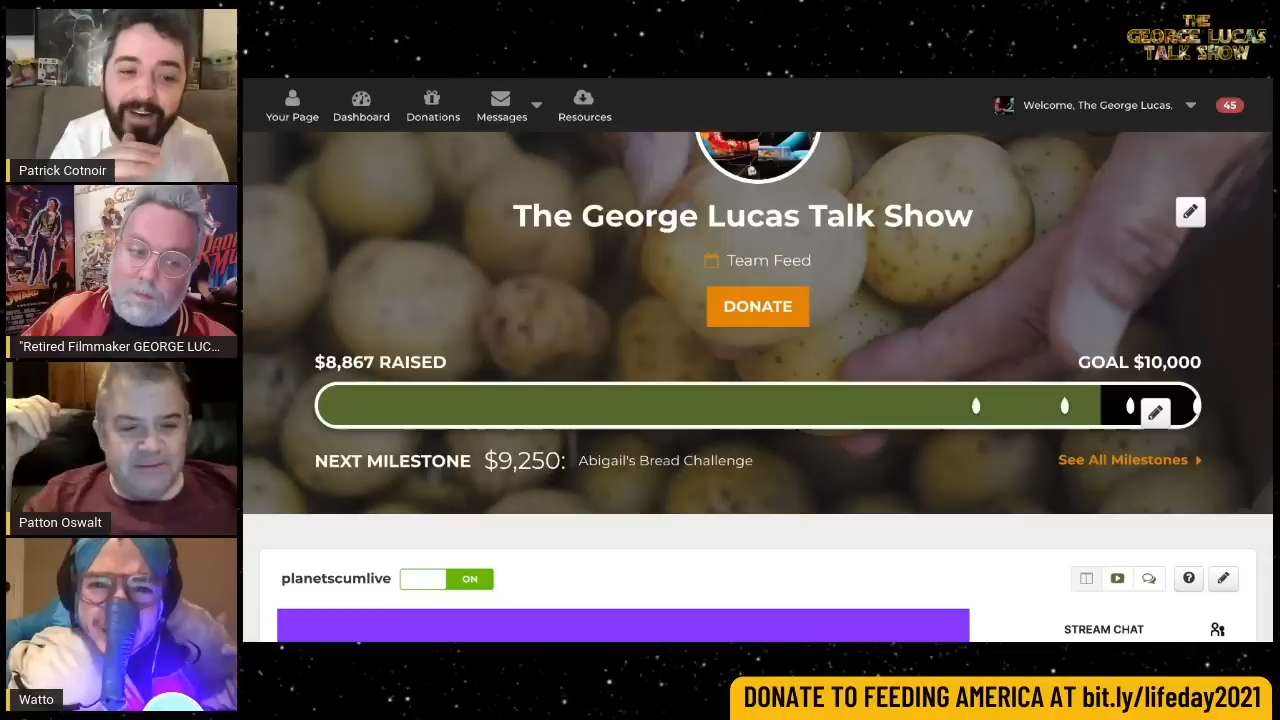 THE
GEORGE LUCAS
TALK SHOW
Patrick Cotnoir
"Retired Filmmaker GEORGE LUC...
Patton Oswalt
Watto
Your Page
Dashboard
Donations
Messages
Resources
Welcome, The George Lucas.
45
The George Lucas Talk Show
Team Feed
DONATE
$8,867 RAISED
GOAL $10,000
NEXT MILESTONE $9,250: Abigail's Bread Challenge
See All Milestones
planetscumlive
ON
STREAM CHAT
DONATE TO FEEDING AMERICA AT bit.ly/lifeday2021